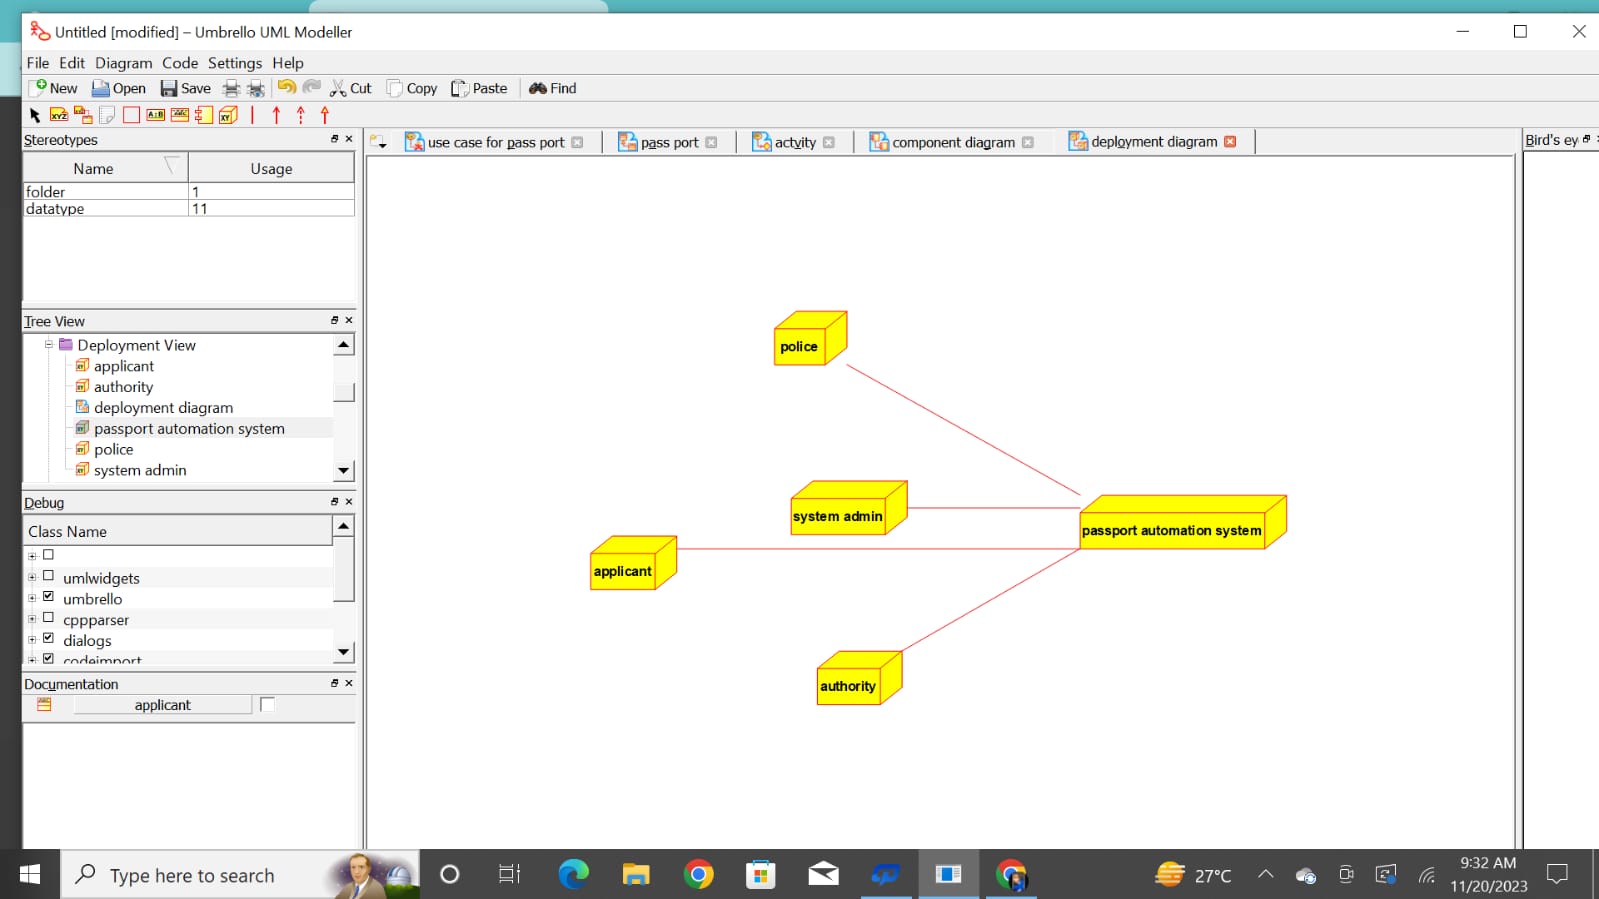 Untitled [modified] – Umbrello UML Modeller
File Edit Diagram Code Settings Help
New Open Save Cut Copy Paste Find
Stereotypes
Name Usage
folder 1
datatype 11
use case for pass port
pass port
actvity
component diagram
deployment diagram
Bird's ey
Tree View
Deployment View
applicant
authority
deployment diagram
passport automation system
police
system admin
Debug
Class Name
umlwidgets
umbrello
cppparser
dialogs
codeimport
Documentation
applicant
police
system admin
passport automation system
applicant
authority
Type here to search
27°C
9:32 AM
11/20/2023